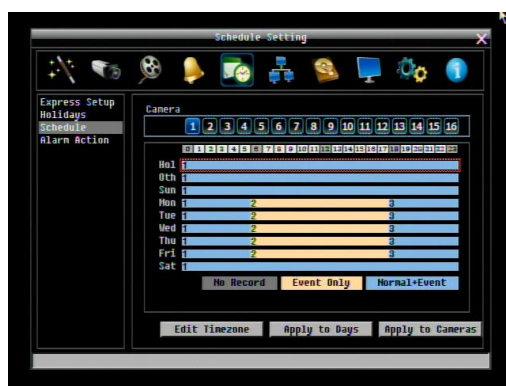 Schedule Setting
X
Express Setup
Holidays
Schedule
Alarm Action
Camera
1 2 3 4 5 6 7 8 9 10 11 12 13 14 15 16
0 1 2 3 4 5 6 7 8 9 10 11 12 13 14 15 16 17 18 19 20 21 22 23
Hol 1
Oth 1
Sun 1
Mon 1 2 3
Tue 1 2 3
Wed 1 2 3
Thu 1 2 3
Fri 1 2 3
Sat 1
No Record Event Only Normal+Event
Edit Timezone Apply to Days Apply to Cameras